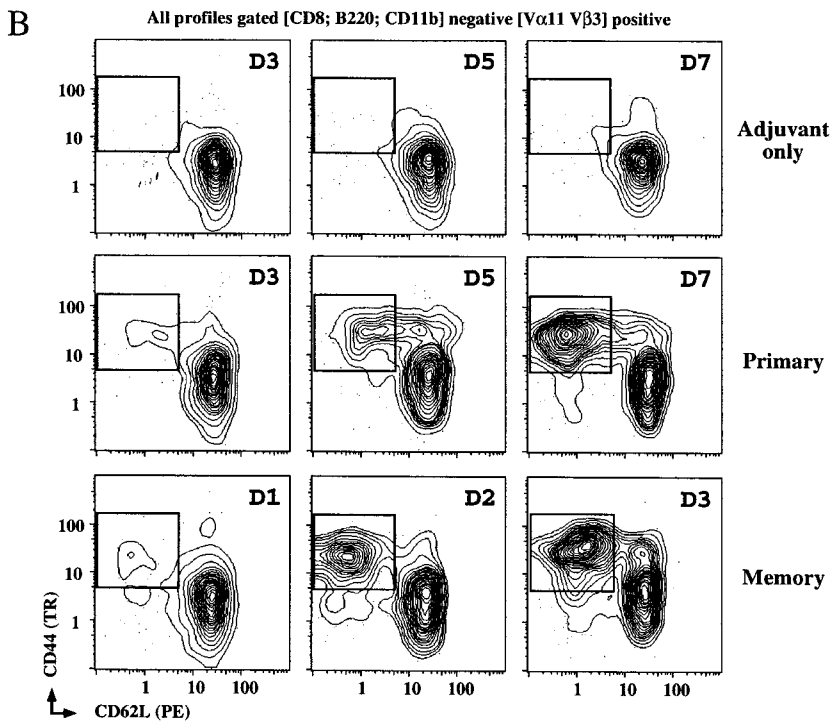 B
All profiles gated [CD8; B220; CD11b] negative [Vα11 Vβ3] positive
D3 D5 D7
100
10
1
Adjuvant only
D3 D5 D7
100
10
1
Primary
D1 D2 D3
100
10
1
Memory
CD44 (TR)
1 10 100 1 10 100 1 10 100
CD62L (PE)